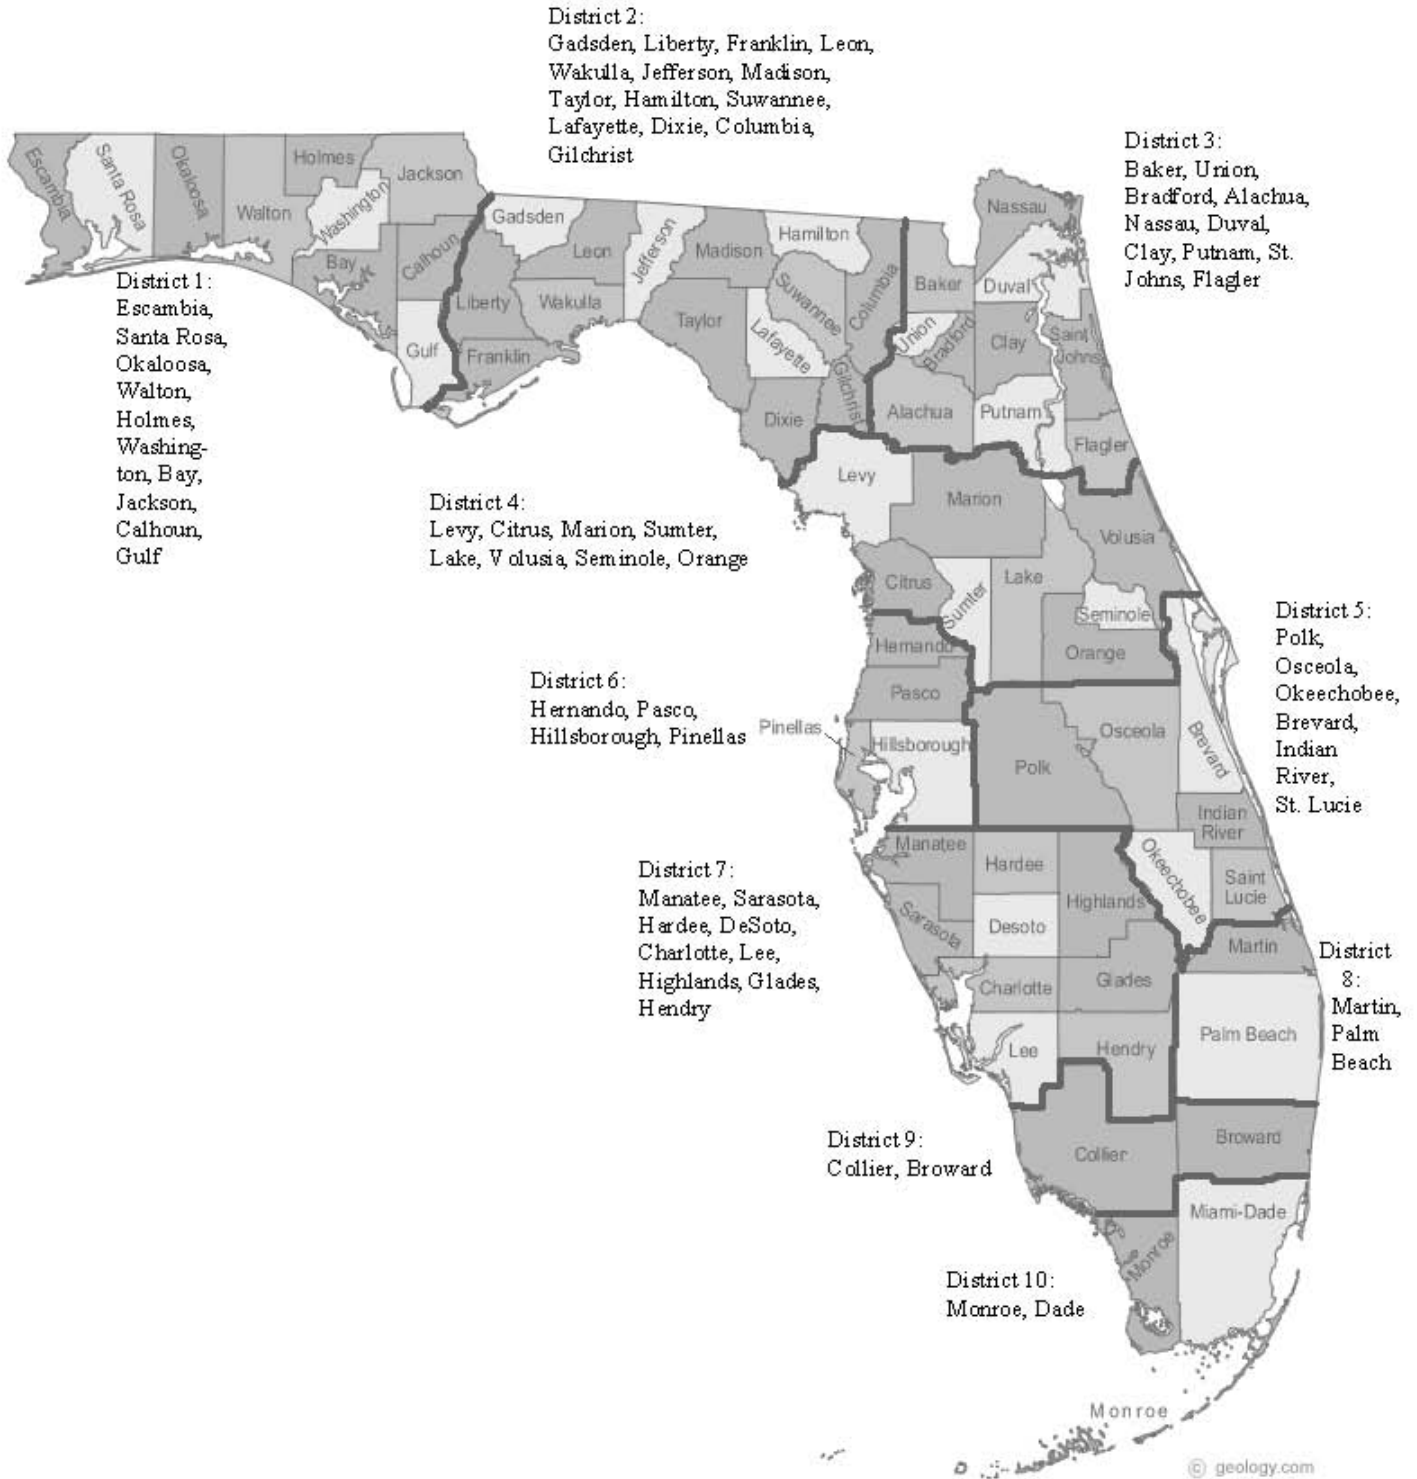 District 2:
Gadsden, Liberty, Franklin, Leon,
Wakulla, Jefferson, Madison,
Taylor, Hamilton, Suwannee,
Lafayette, Dixie, Columbia,
Gilchrist
District 3:
Baker, Union,
Bradford, Alachua,
Nassau, Duval,
Clay, Putnam, St.
Johns, Flagler
Escambia
Santa Rosa
Okaloosa
Walton
Holmes
Washington
Jackson
Bay
Calhoun
Gulf
Gadsden
Liberty
Franklin
Leon
Wakulla
Jefferson
Madison
Taylor
Hamilton
Suwannee
Lafayette
Dixie
Columbia
Gilchrist
Baker
Union
Bradford
Alachua
Nassau
Duval
Clay
Putnam
Saint
Johns
Flagler
District 1:
Escambia,
Santa Rosa,
Okaloosa,
Walton,
Holmes,
Washing-
ton, Bay,
Jackson,
Calhoun,
Gulf
District 4:
Levy, Citrus, Marion, Sumter,
Lake, Volusia, Seminole, Orange
Levy
Marion
Volusia
Citrus
Sumter
Lake
Seminole
Orange
District 5:
Polk,
Osceola,
Okeechobee,
Brevard,
Indian
River,
St. Lucie
District 6:
Hernando, Pasco,
Hillsborough, Pinellas
Hernando
Pasco
Pinellas
Hillsborough
Polk
Osceola
Brevard
Indian
River
Okeechobee
Saint
Lucie
District 7:
Manatee, Sarasota,
Hardee, DeSoto,
Charlotte, Lee,
Highlands, Glades,
Hendry
Manatee
Hardee
Highlands
Sarasota
Desoto
Charlotte
Glades
Lee
Hendry
Martin
Palm Beach
District
8:
Martin,
Palm
Beach
District 9:
Collier, Broward
Collier
Broward
Miami-Dade
Monroe
District 10:
Monroe, Dade
Monroe
© geology.com